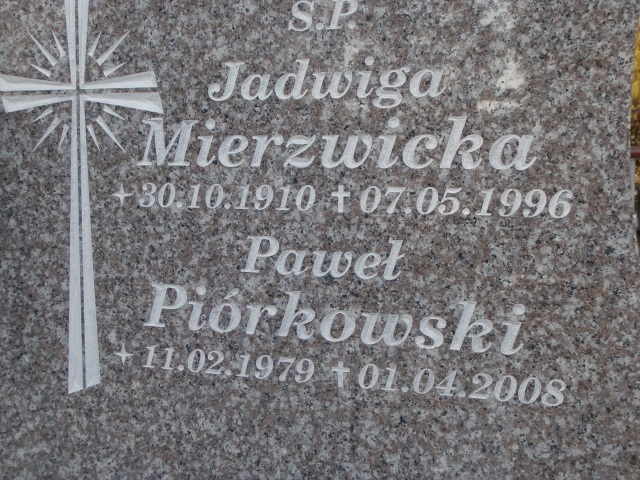 Ś.P
Jadwiga
Mierzwicka
+30.10.1910 ✝ 07.05.1996
Paweł
Piórkowski
+ 11.02.1979 ✝ 01.04.2008